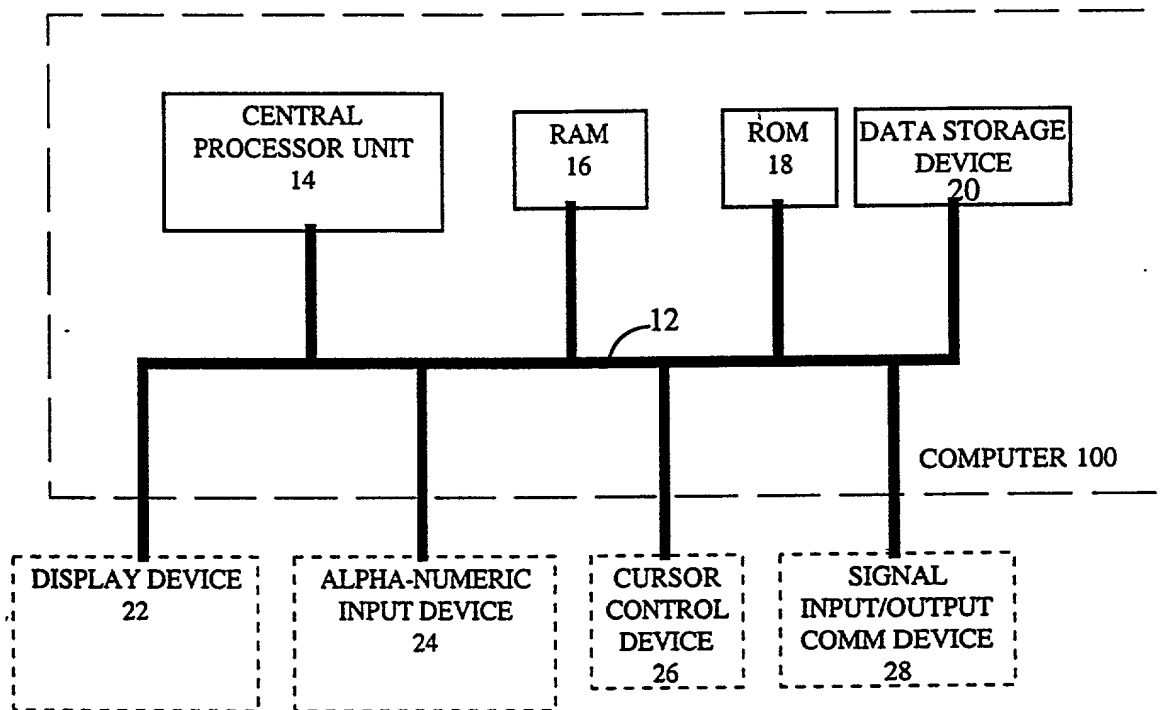 CENTRAL
PROCESSOR UNIT
14
RAM
16
ROM
18
DATA STORAGE
DEVICE
20
12
COMPUTER 100
DISPLAY DEVICE
22
ALPHA-NUMERIC
INPUT DEVICE
24
CURSOR
CONTROL
DEVICE
26
SIGNAL
INPUT/OUTPUT
COMM DEVICE
28